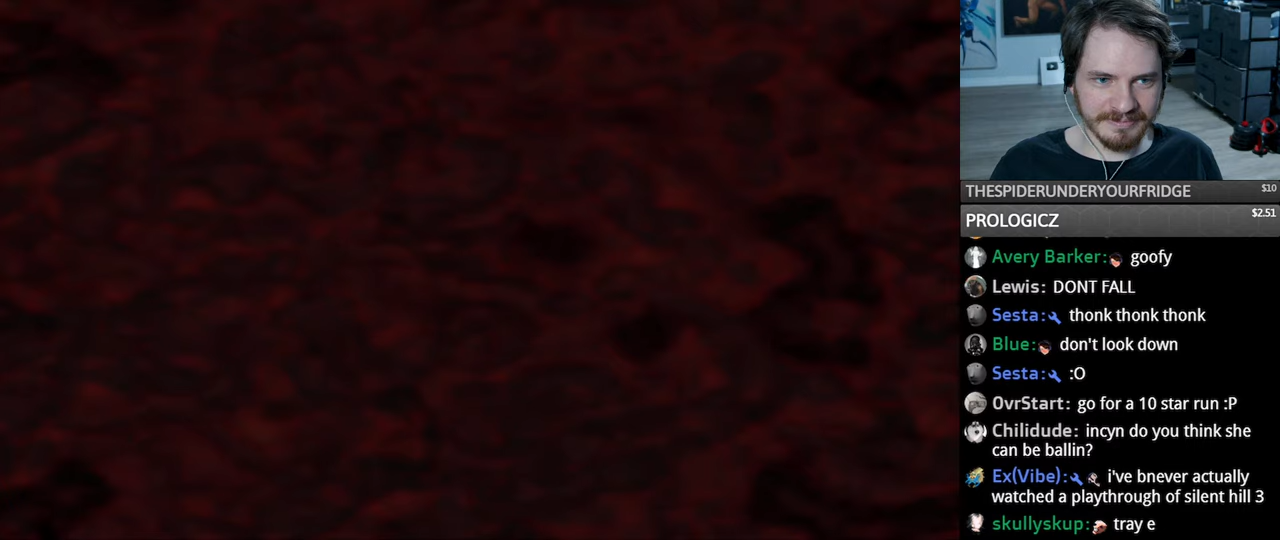 THESPIDERUNDERYOURFRIDGE $10
PROLOGICZ $2.51
Avery Barker: goofy
Lewis: DONT FALL
Sesta: thonk thonk thonk
Blue: don't look down
Sesta: :O
OvrStart: go for a 10 star run :P
Chilidude: incyn do you think she
can be ballin?
Ex(Vibe): i've bnever actually
watched a playthrough of silent hill 3
skullyskup: tray e